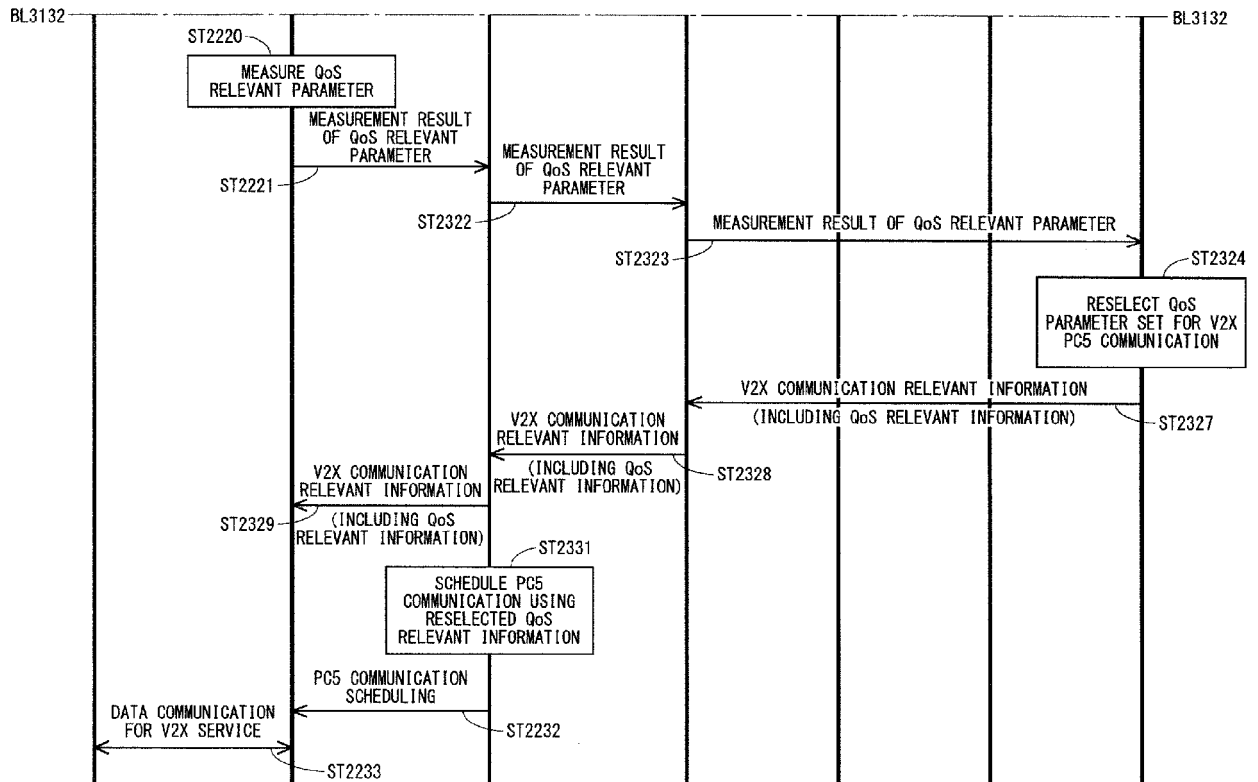 BL3132
BL3132
ST2220
MEASURE QoS
RELEVANT PARAMETER
MEASUREMENT RESULT
OF QoS RELEVANT
PARAMETER
ST2221
MEASUREMENT RESULT
OF QoS RELEVANT
PARAMETER
ST2322
MEASUREMENT RESULT OF QoS RELEVANT PARAMETER
ST2323
ST2324
RESELECT QoS
PARAMETER SET FOR V2X
PC5 COMMUNICATION
V2X COMMUNICATION RELEVANT INFORMATION
(INCLUDING QoS RELEVANT INFORMATION)
ST2327
V2X COMMUNICATION
RELEVANT INFORMATION
(INCLUDING QoS
RELEVANT INFORMATION)
ST2328
V2X COMMUNICATION
RELEVANT INFORMATION
(INCLUDING QoS
RELEVANT INFORMATION)
ST2329
ST2331
SCHEDULE PC5
COMMUNICATION USING
RESELECTED QoS
RELEVANT INFORMATION
PC5 COMMUNICATION
SCHEDULING
ST2232
DATA COMMUNICATION
FOR V2X SERVICE
ST2233